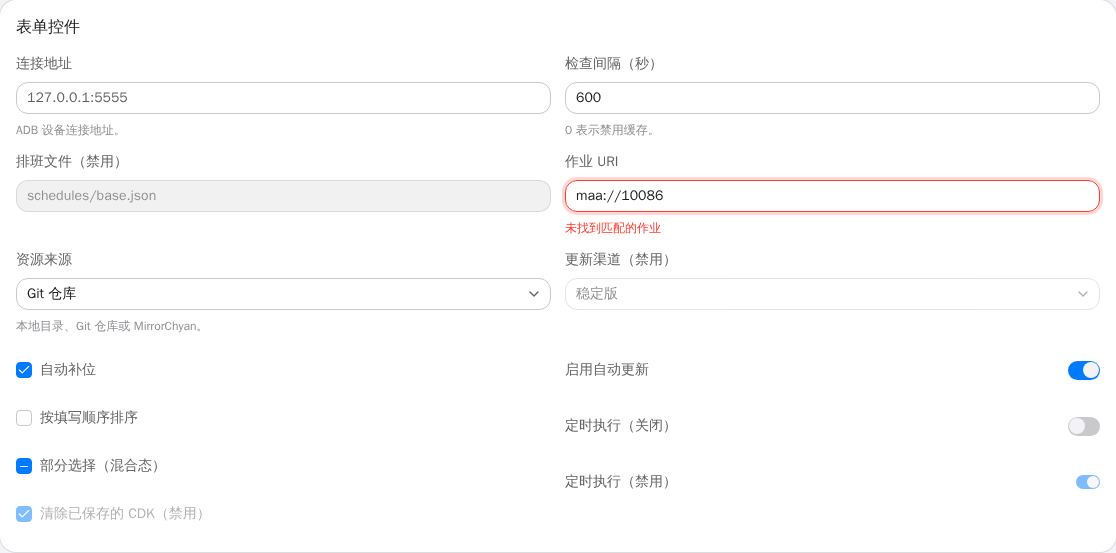 表单控件
连接地址
127.0.0.1:5555
ADB 设备连接地址。
检查间隔（秒）
600
0 表示禁用缓存。
排班文件（禁用）
schedules/base.json
作业 URI
maa://10086
未找到匹配的作业
资源来源
Git 仓库
本地目录、Git 仓库或 MirrorChyan。
更新渠道（禁用）
稳定版
自动补位
按填写顺序排序
部分选择（混合态）
清除已保存的 CDK（禁用）
启用自动更新
定时执行（关闭）
定时执行（禁用）